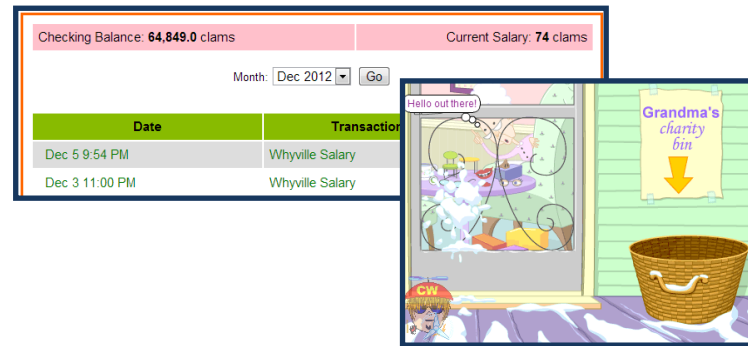 Checking Balance: 64,849.0 clams
Current Salary: 74 clams
Month: Dec 2012 Go
Date
Transaction
Dec 5 9:54 PM
Whyville Salary
Dec 3 11:00 PM
Whyville Salary
Hello out there!
Grandma's
charity
bin
CW